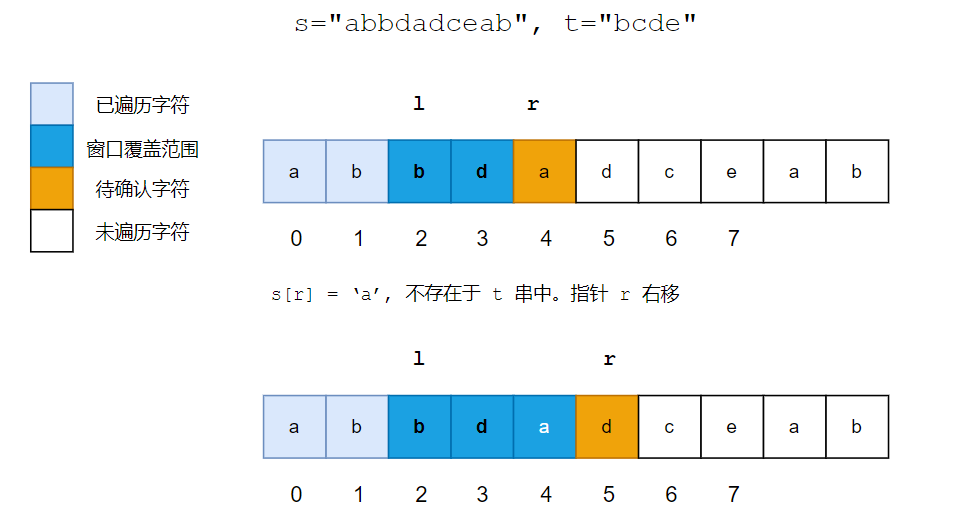 s="abbdadceab", t="bcde"
已遍历字符
窗口覆盖范围
待确认字符
未遍历字符
l r
a b b d a d c e a b
0 1 2 3 4 5 6 7
s[r] = ‘a’, 不存在于 t 串中。指针 r 右移
l r
a b b d a d c e a b
0 1 2 3 4 5 6 7